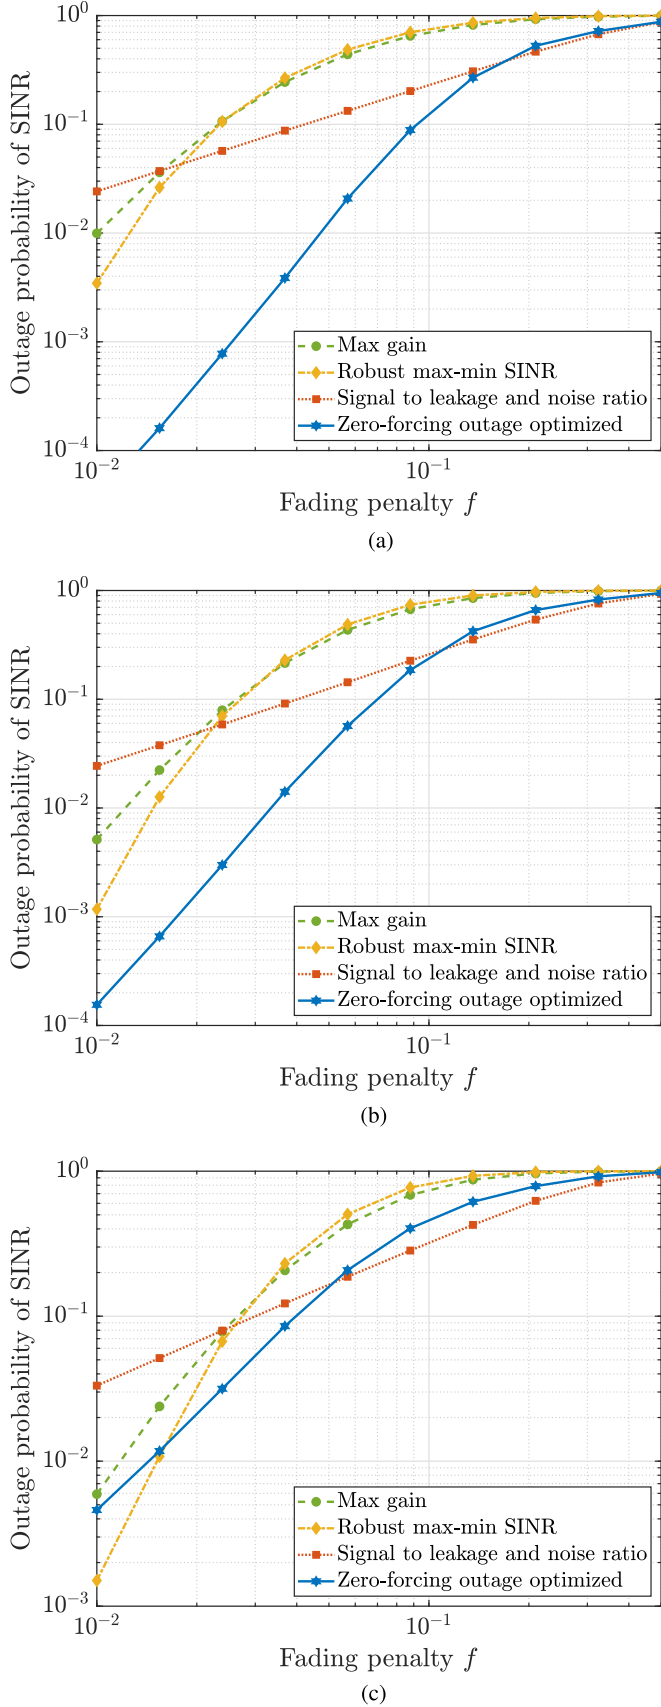 10^0
10^-1
10^-2
10^-3
10^-4
Outage probability of SINR
Max gain
Robust max-min SINR
Signal to leakage and noise ratio
Zero-forcing outage optimized
10^-2
10^-1
Fading penalty f
(a)
10^0
10^-1
10^-2
10^-3
10^-4
Outage probability of SINR
Max gain
Robust max-min SINR
Signal to leakage and noise ratio
Zero-forcing outage optimized
10^-2
10^-1
Fading penalty f
(b)
10^0
10^-1
10^-2
10^-3
Outage probability of SINR
Max gain
Robust max-min SINR
Signal to leakage and noise ratio
Zero-forcing outage optimized
10^-2
10^-1
Fading penalty f
(c)